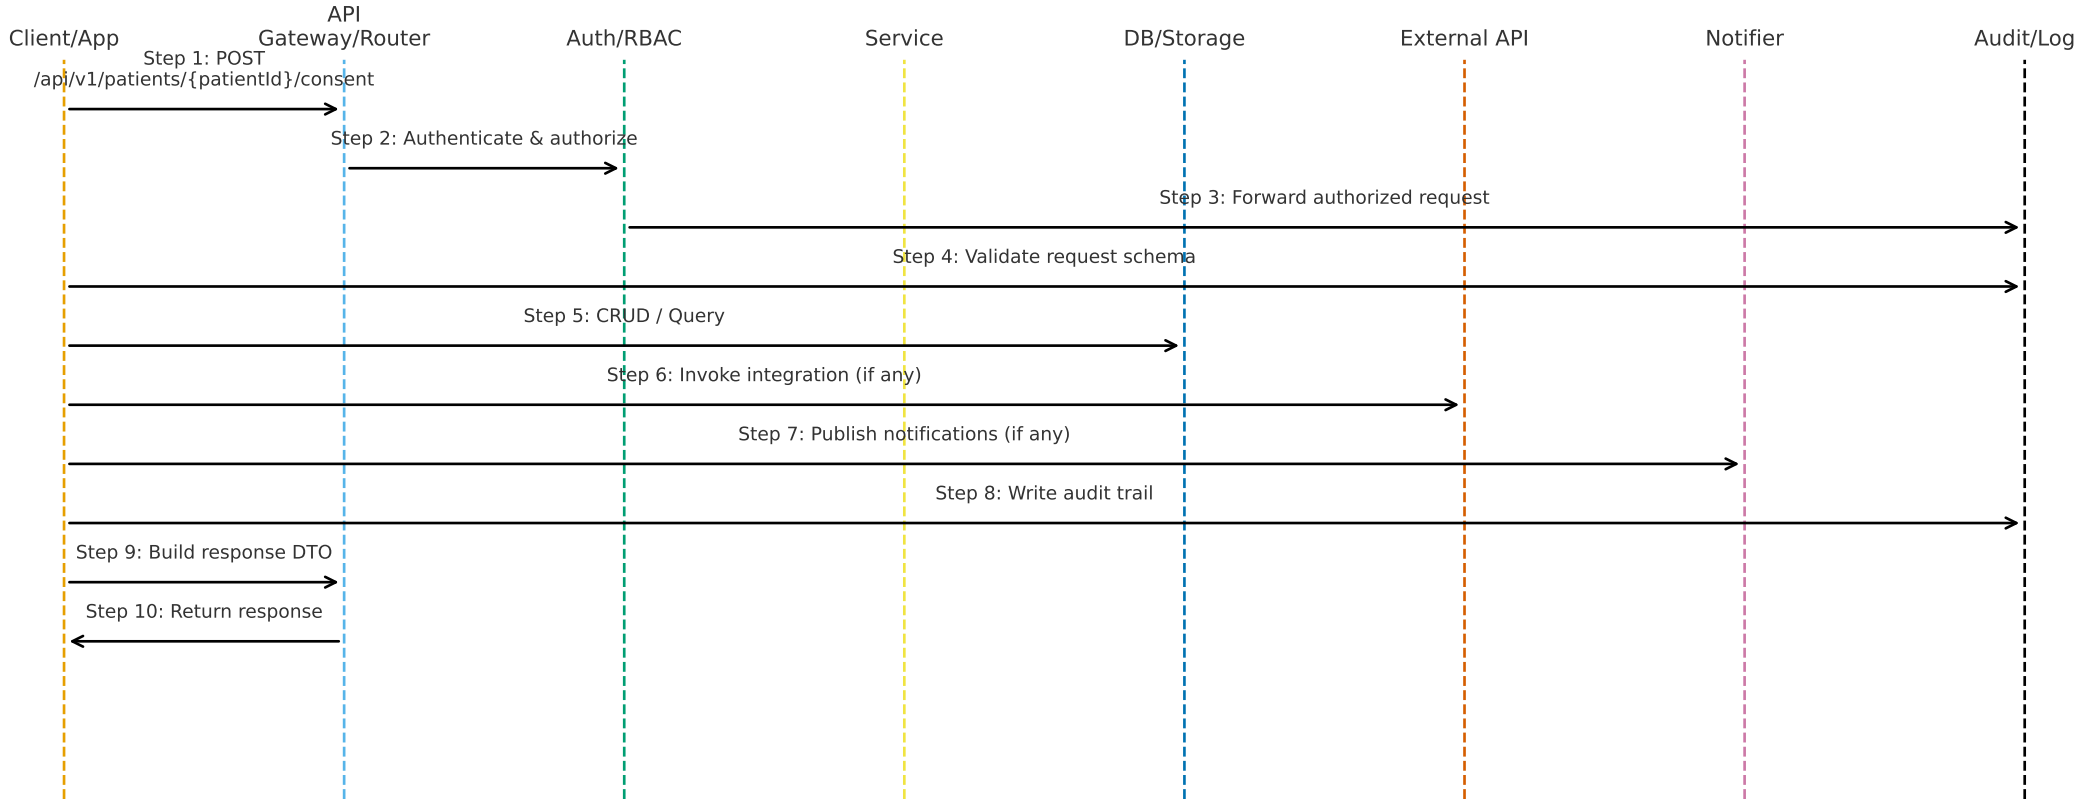 API
Client/App Gateway/Router Auth/RBAC Service DB/Storage External API Notifier Audit/Log
Step 1: POST
/api/v1/patients/{patientId}/consent
Step 2: Authenticate & authorize
Step 3: Forward authorized request
Step 4: Validate request schema
Step 5: CRUD / Query
Step 6: Invoke integration (if any)
Step 7: Publish notifications (if any)
Step 8: Write audit trail
Step 9: Build response DTO
Step 10: Return response